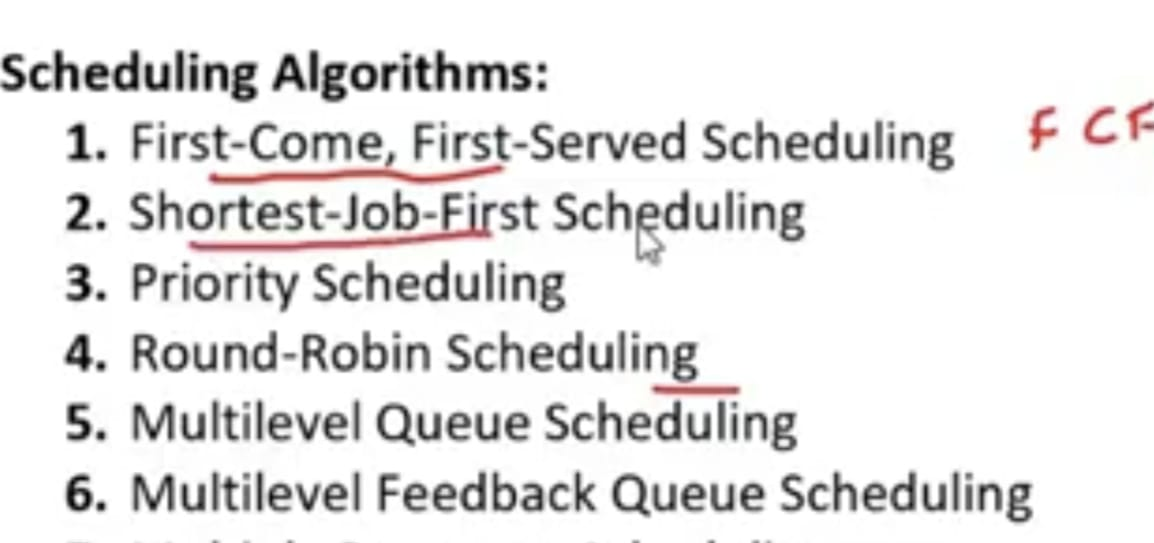 Scheduling Algorithms:
1. First-Come, First-Served Scheduling F C F
2. Shortest-Job-First Scheduling
3. Priority Scheduling
4. Round-Robin Scheduling
5. Multilevel Queue Scheduling
6. Multilevel Feedback Queue Scheduling